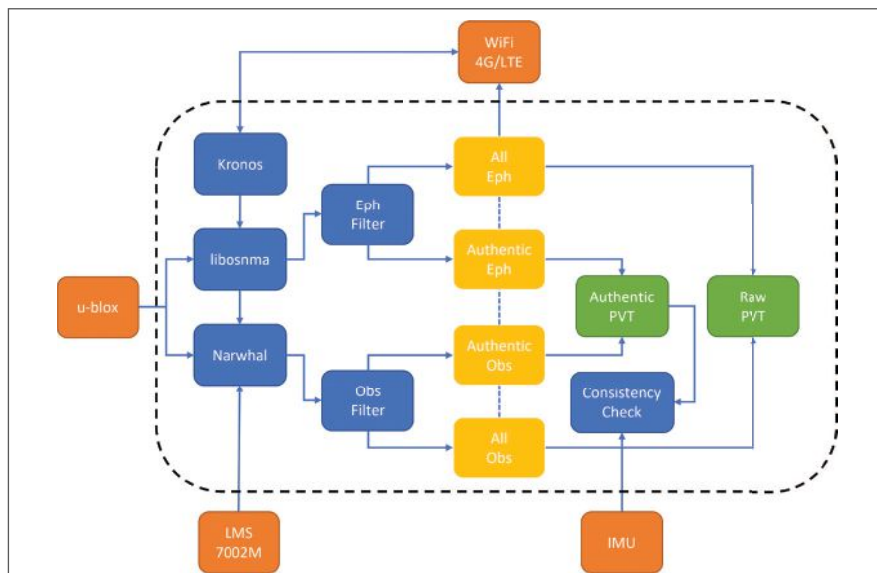 WiFi
4G/LTE
Kronos
All
Eph
Eph
Filter
libosnma
Authentic
Eph
u-blox
Authentic
PVT
Raw
PVT
Narwhal
Authentic
Obs
Obs
Filter
Consistency
Check
All
Obs
LMS
7002M
IMU